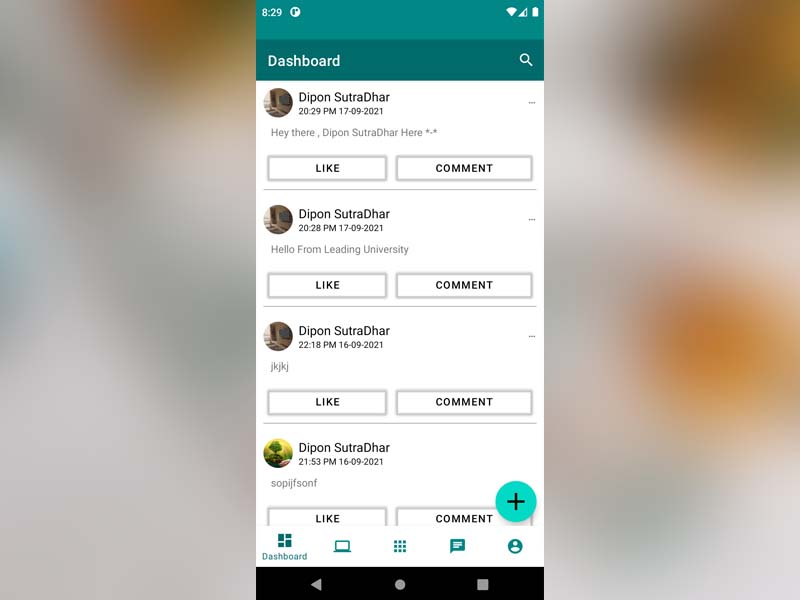 8:29
Dashboard
Dipon SutraDhar
20:29 PM 17-09-2021
Hey there , Dipon SutraDhar Here *-*
LIKE COMMENT
Dipon SutraDhar
20:28 PM 17-09-2021
Hello From Leading University
LIKE COMMENT
Dipon SutraDhar
22:18 PM 16-09-2021
jkjkj
LIKE COMMENT
Dipon SutraDhar
21:53 PM 16-09-2021
sopijfsonf
LIKE COMMENT
Dashboard